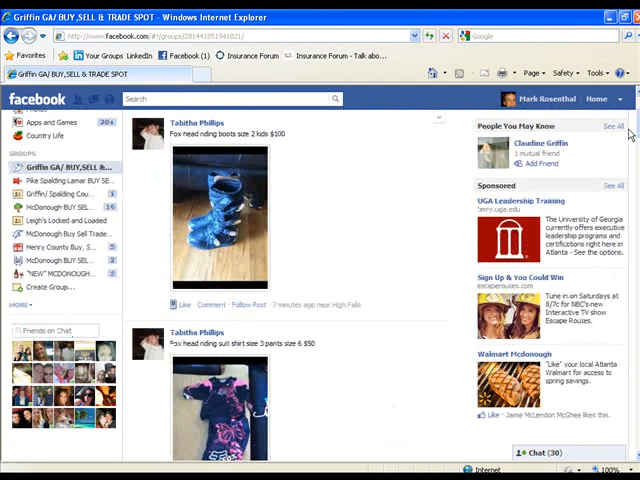 Griffin GA/ BUY,SELL & TRADE SPOT - Windows Internet Explorer
http://www.facebook.com/#!/groups/281441851941821/
Google
Favorites
Your Groups LinkedIn
Facebook (1)
Insurance Forum
Insurance Forum - Talk abo...
Griffin GA/ BUY,SELL & TRADE SPOT
Page
Safety
Tools
facebook
Search
Mark Rosenthal
Home
Apps and Games
20+
Country Life
GROUPS
Griffin GA/ BUY,SELL &...
Pike Spalding-Lamar BUY SE...
Griffin/ Spalding Cou...
1
McDonough BUY SEL...
16
Leigh's Locked and Loaded
McDonough Buy Sell Trade...
Henry County Buy, S...
5
McDonough BUY SEL...
2
"NEW" MCDONOUGH...
5
Create Group...
MORE
Friends on Chat
Tabitha Phillips
Fox head riding boots size 2 kids $100
Like Comment Follow Post 7 minutes ago near High Falls
Tabitha Phillips
Fox head riding suit shirt size 3 pants size 6 $50
People You May Know
See All
Claudine Griffin
1 mutual friend
Add Friend
Sponsored
See All
UGA Leadership Training
terry.uga.edu
The University of Georgia
currently offers executive
leadership programs and
certifications right here in
Atlanta - See the options.
Sign Up & You Could Win
escaperoutes.com
Tune in on Saturdays at
8/7c for NBC's new
Interactive TV show
Escape Routes.
Walmart Mcdonough
"Like" your local Atlanta
Walmart for access to
spring savings.
Like · Jamie McLendon McGhee likes this.
Chat (30)
Internet
100%